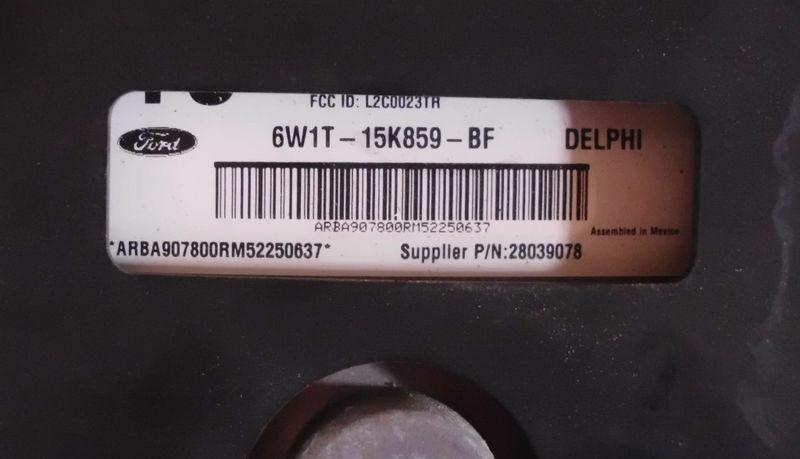 FCC ID: L2C0023TR
Ford 6W1T-15K859-BF DELPHI
ARBA907800RM52250637
Assembled in Mexico
*ARBA907800RM52250637* Supplier P/N:28039078